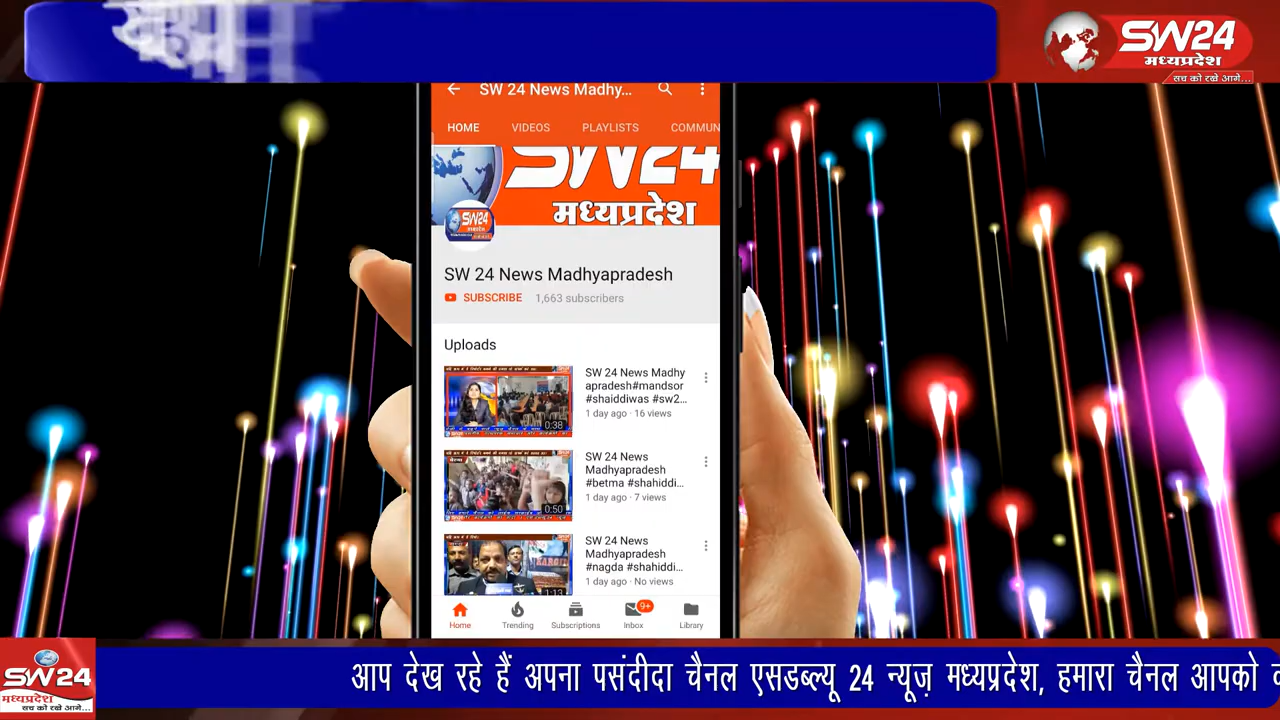 SW24
मध्यप्रदेश
सच को रखे आगे...
SW 24 News Madhy...
HOME VIDEOS PLAYLISTS COMMUN
SW24
मध्यप्रदेश
SW24
SW 24 News Madhyapradesh
SUBSCRIBE 1,663 subscribers
Uploads
SW 24 News Madhy
apradesh#mandsor
#shaiddiwas #sw2...
1 day ago · 16 views
0:38
SW 24 News
Madhyapradesh
#betma #shahiddi...
1 day ago · 7 views
0:50
SW 24 News
Madhyapradesh
#nagda #shahiddi...
1 day ago · No views
1:13
9+
Home Trending Subscriptions Inbox Library
SW24
मध्यप्रदेश
सच को रखे आगे...
आप देख रहे हैं अपना पसंदीदा चैनल एसडब्ल्यू 24 न्यूज़ मध्यप्रदेश, हमारा चैनल आपको